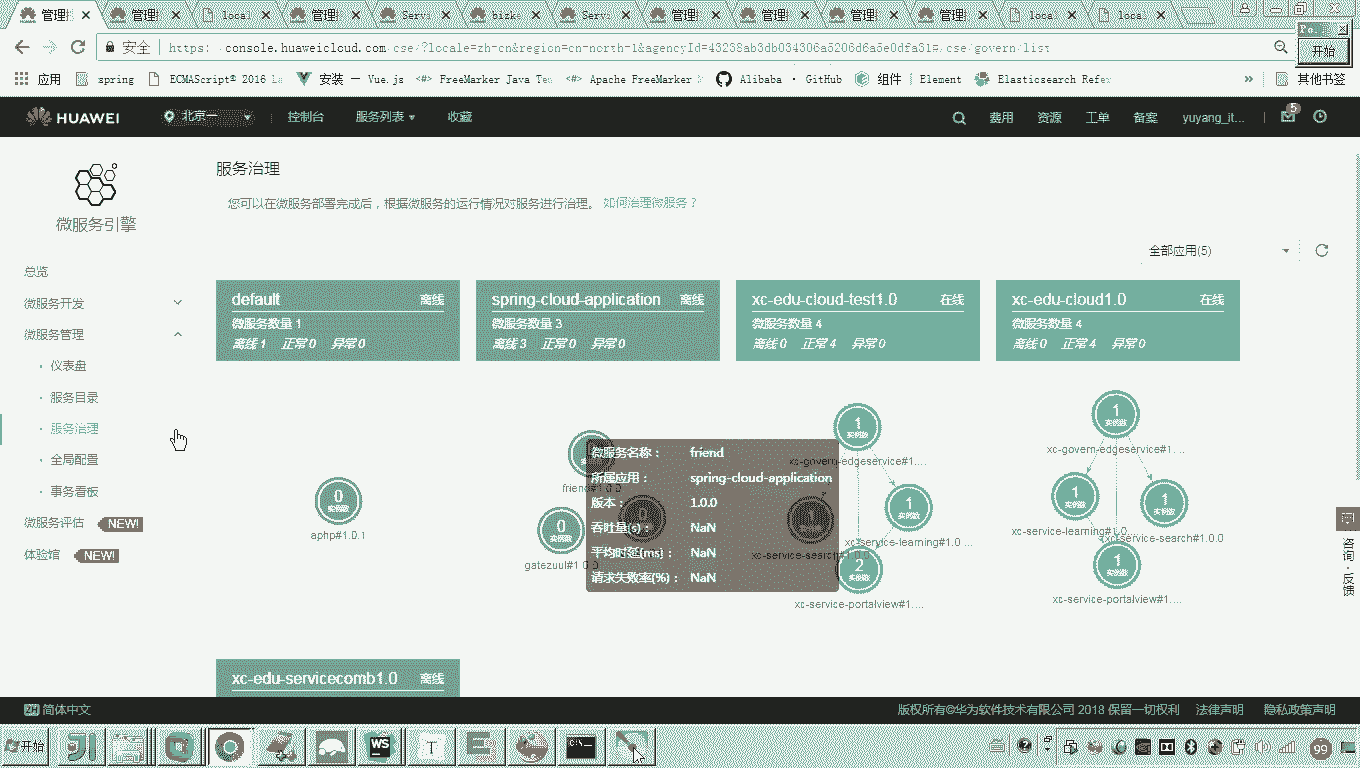 管理控
管理控
local
管理控
Servi
bizke
Servi
管理控
管理控
管理控
管理控
local
local
安全
https:
console.huaweicloud.com
cse/?locale=zh-cn&region=cn-north-1&agencyId=
cse/govern/list
开始
应用
spring
ECMAScript® 2016 La
安装 — Vue.js
FreeMarker Java Tem
Apache FreeMarker
Alibaba · GitHub
组件 | Element
Elasticsearch Refer
»
其他书签
HUAWEI
北京一
控制台
服务列表
收藏
费用
资源
工单
备案
yuyang_it...
5
微服务引擎
总览
微服务开发
微服务管理
仪表盘
服务目录
服务治理
全局配置
事务看板
微服务评估
NEW!
体验馆
NEW!
服务治理
您可以在微服务部署完成后，根据微服务的运行情况对服务进行治理。 如何治理微服务？
全部应用(5)
default
离线
微服务数量 1
离线 1 正常 0 异常 0
spring-cloud-application
离线
微服务数量 3
离线 3 正常 0 异常 0
xc-edu-cloud-test1.0
在线
微服务数量 4
离线 0 正常 4 异常 0
xc-edu-cloud1.0
在线
微服务数量 4
离线 0 正常 4 异常 0
0
实例数
aphp#1.0.1
friend#1.0.0
0
实例数
gatezuul#1.0.0
微服务名称： friend
所属应用： spring-cloud-application
版本： 1.0.0
吞吐量(s)： NaN
平均时延(ms)： NaN
请求失败率(%)： NaN
1
实例数
xc-govern-edgeservice#1....
1
实例数
xc-service-learning#1.0 ...
xc-service-search#1.0.0
2
实例数
xc-service-portalview#1....
1
实例数
xc-govern-edgeservice#1. ...
1
实例数
xc-service-learning#1.0
1
实例数
xc-service-search#1.0.0
1
实例数
xc-service-portalview#1....
咨询·反馈
xc-edu-servicecomb1.0
离线
ZH 简体中文
版权所有©华为软件技术有限公司 2018 保留一切权利
法律声明
隐私政策声明
开始
WS
T
C:\
99